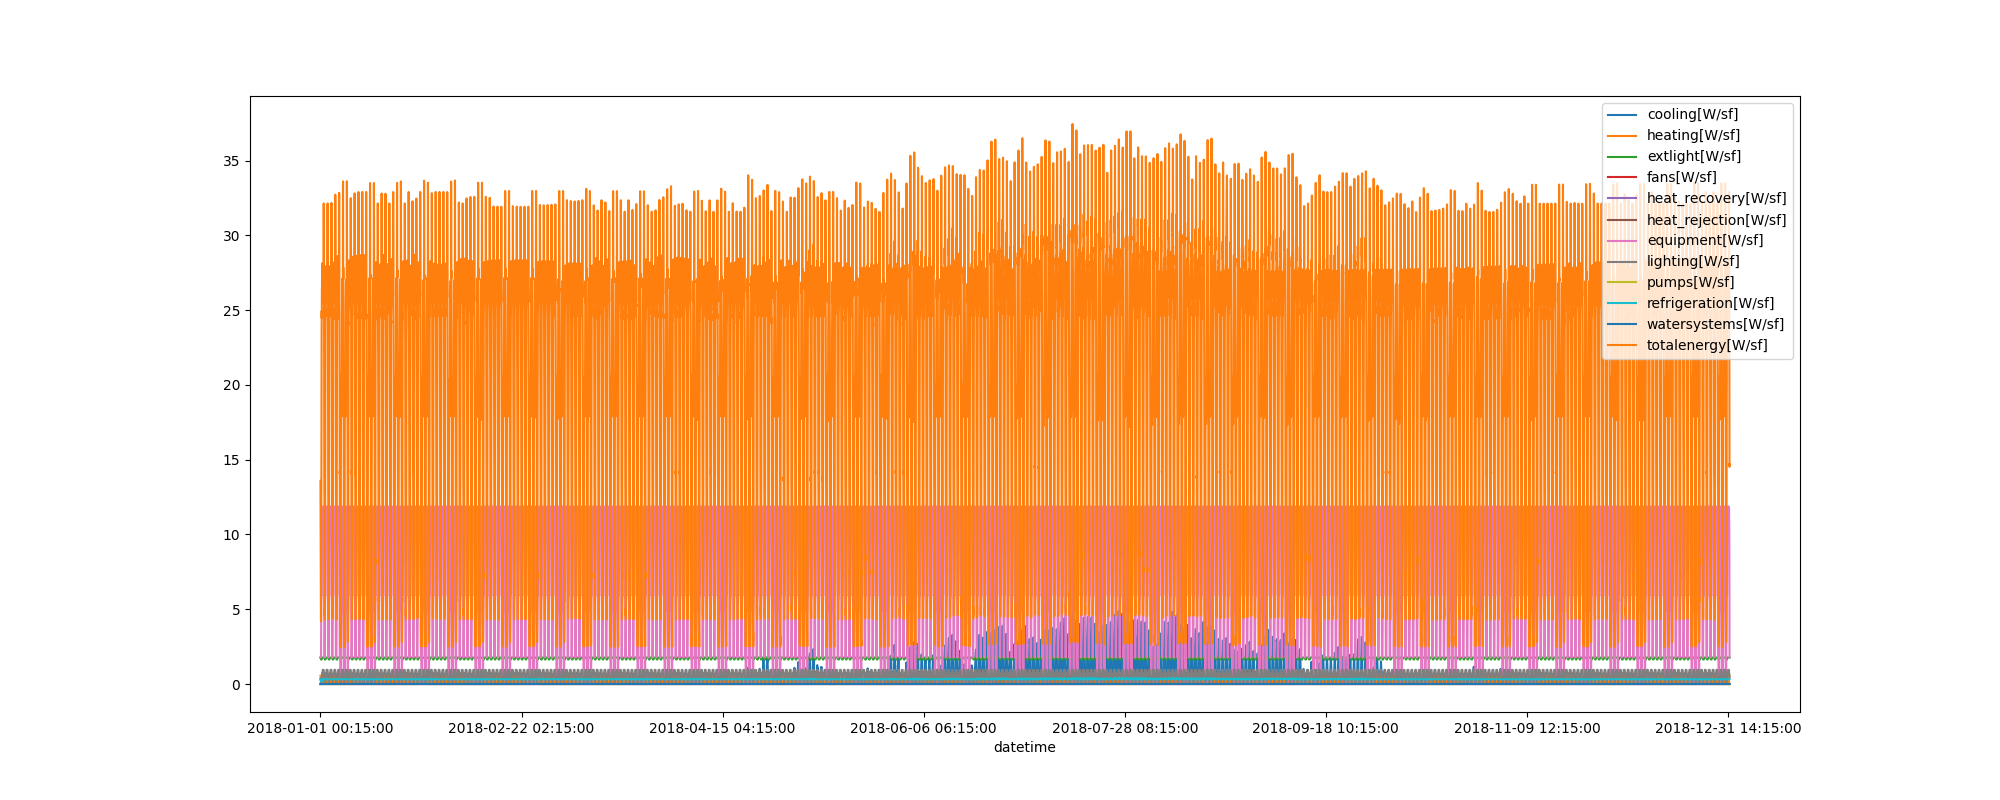 35
30
25
20
15
10
5
0
cooling[W/sf]
heating[W/sf]
extlight[W/sf]
fans[W/sf]
heat_recovery[W/sf]
heat_rejection[W/sf]
equipment[W/sf]
lighting[W/sf]
pumps[W/sf]
refrigeration[W/sf]
watersystems[W/sf]
totalenergy[W/sf]
2018-01-01 00:15:00 2018-02-22 02:15:00 2018-04-15 04:15:00 2018-06-06 06:15:00 2018-07-28 08:15:00 2018-09-18 10:15:00 2018-11-09 12:15:00 2018-12-31 14:15:00
datetime